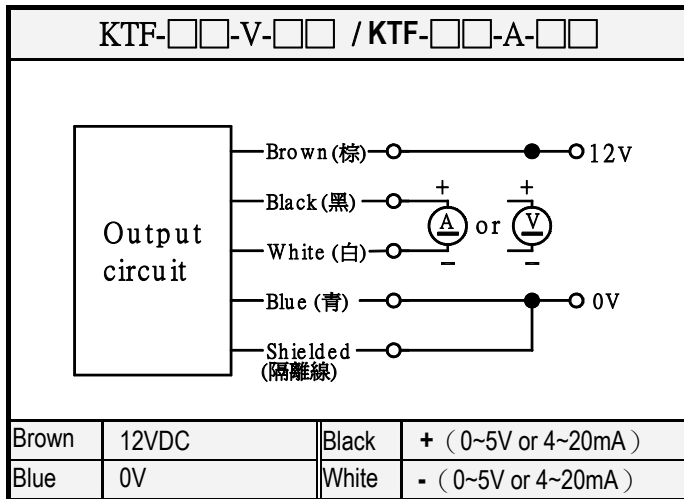 KTF-□□-V-□□ / KTF-□□-A-□□
Brown(棕)
12V
Black(黑)
+
+
A
or
V
Output
circuit
White(白)
-
-
Blue(青)
0V
Shielded
(隔離線)
Brown 12VDC Black +（0~5V or 4~20mA）
Blue 0V White -（0~5V or 4~20mA）